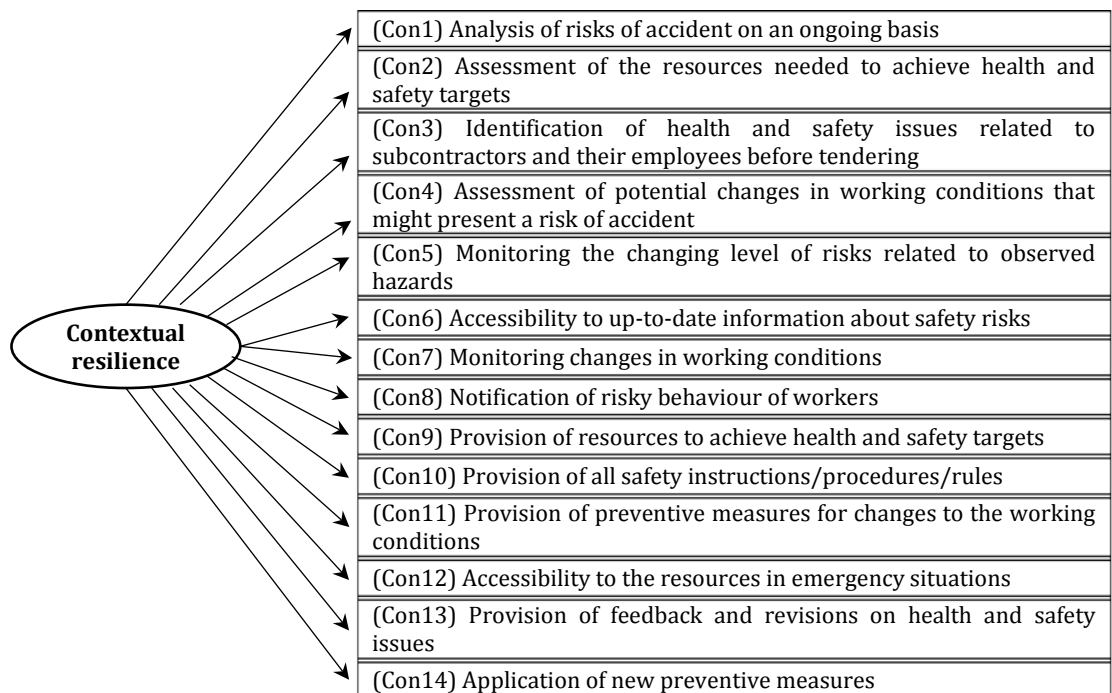 (Con1) Analysis of risks of accident on an ongoing basis
(Con2) Assessment of the resources needed to achieve health and
safety targets
(Con3) Identification of health and safety issues related to
subcontractors and their employees before tendering
(Con4) Assessment of potential changes in working conditions that
might present a risk of accident
(Con5) Monitoring the changing level of risks related to observed
hazards
Contextual
resilience
(Con6) Accessibility to up-to-date information about safety risks
(Con7) Monitoring changes in working conditions
(Con8) Notification of risky behaviour of workers
(Con9) Provision of resources to achieve health and safety targets
(Con10) Provision of all safety instructions/procedures/rules
(Con11) Provision of preventive measures for changes to the working
conditions
(Con12) Accessibility to the resources in emergency situations
(Con13) Provision of feedback and revisions on health and safety
issues
(Con14) Application of new preventive measures